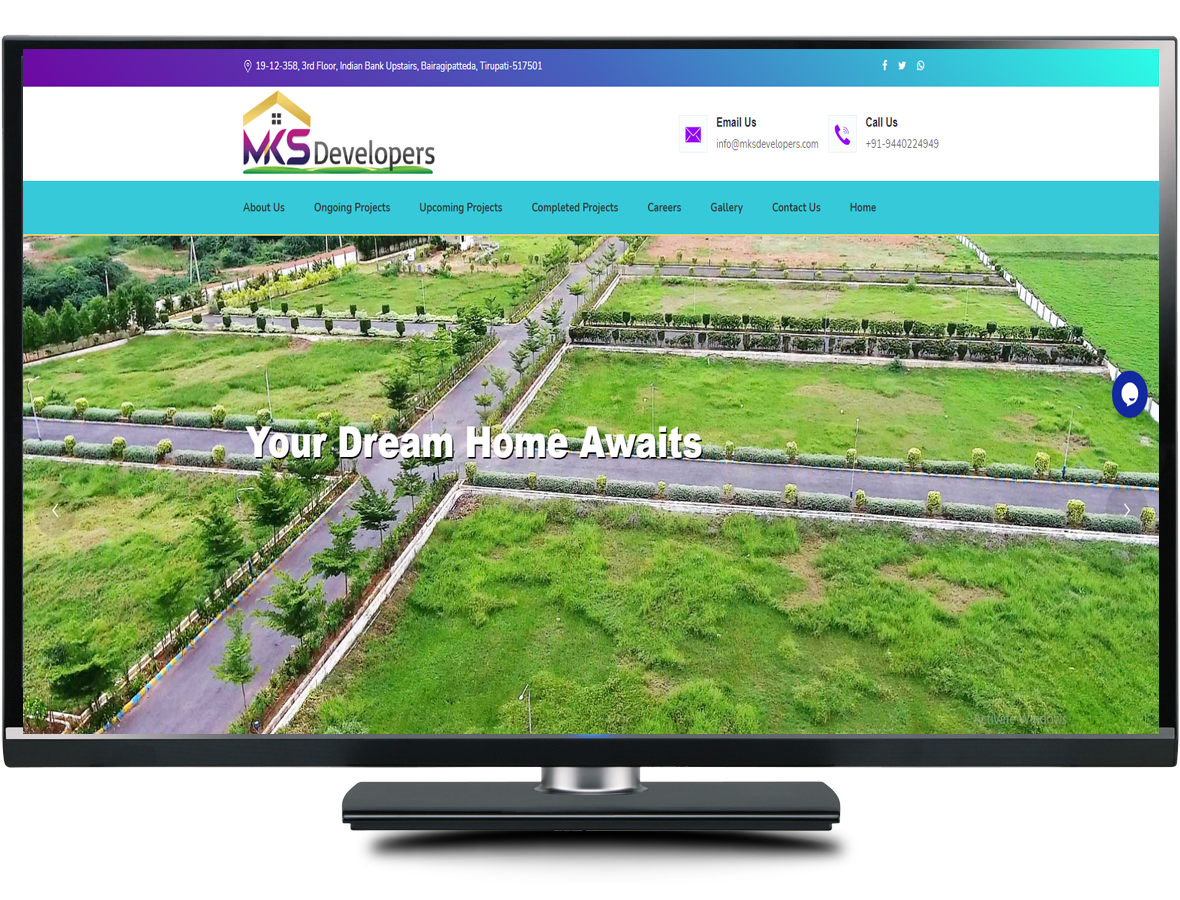 19-12-358, 3rd Floor, Indian Bank Upstairs, Bairagipatteda, Tirupati-517501
MKS Developers
Email Us
info@mksdevelopers.com
Call Us
+91-9440224949
About Us
Ongoing Projects
Upcoming Projects
Completed Projects
Careers
Gallery
Contact Us
Home
Your Dream Home Awaits
Activate Windows